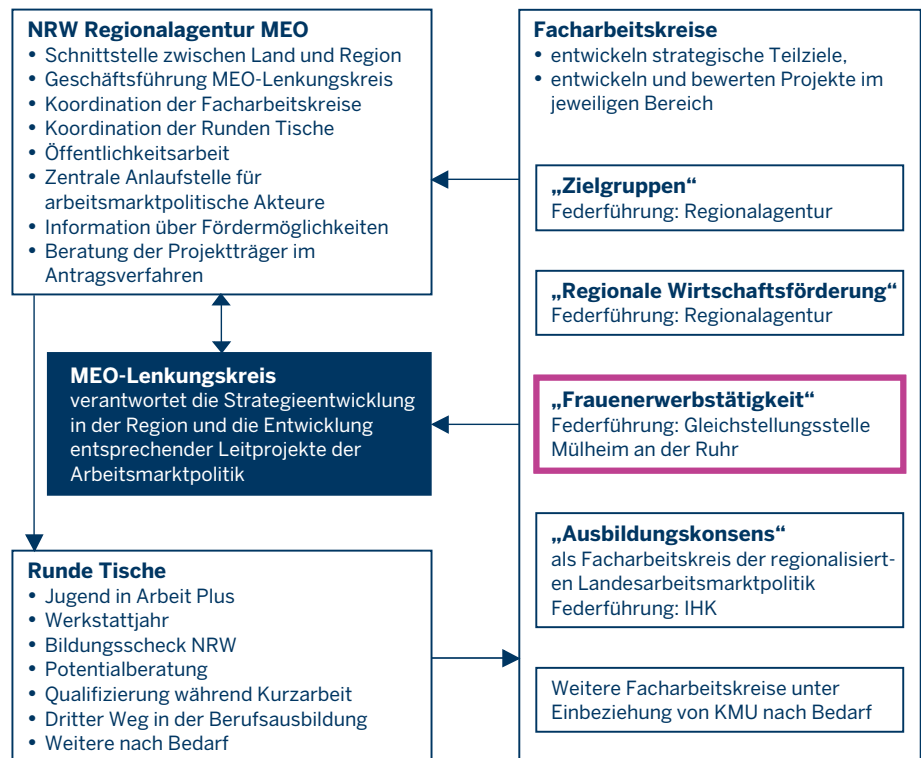 NRW Regionalagentur MEO
• Schnittstelle zwischen Land und Region
• Geschäftsführung MEO-Lenkungskreis
• Koordination der Facharbeitskreise
• Koordination der Runden Tische
• Öffentlichkeitsarbeit
• Zentrale Anlaufstelle für
arbeitsmarktpolitische Akteure
• Information über Fördermöglichkeiten
• Beratung der Projektträger im
Antragsverfahren
MEO-Lenkungskreis
verantwortet die Strategieentwicklung
in der Region und die Entwicklung
entsprechender Leitprojekte der
Arbeitsmarktpolitik
Runde Tische
• Jugend in Arbeit Plus
• Werkstattjahr
• Bildungsscheck NRW
• Potentialberatung
• Qualifizierung während Kurzarbeit
• Dritter Weg in der Berufsausbildung
• Weitere nach Bedarf
Facharbeitskreise
• entwickeln strategische Teilziele,
• entwickeln und bewerten Projekte im
jeweiligen Bereich
„Zielgruppen“
Federführung: Regionalagentur
„Regionale Wirtschaftsförderung“
Federführung: Regionalagentur
„Frauenerwerbstätigkeit“
Federführung: Gleichstellungsstelle
Mülheim an der Ruhr
„Ausbildungskonsens“
als Facharbeitskreis der regionalisiert-
en Landesarbeitsmarktpolitik
Federführung: IHK
Weitere Facharbeitskreise unter
Einbeziehung von KMU nach Bedarf